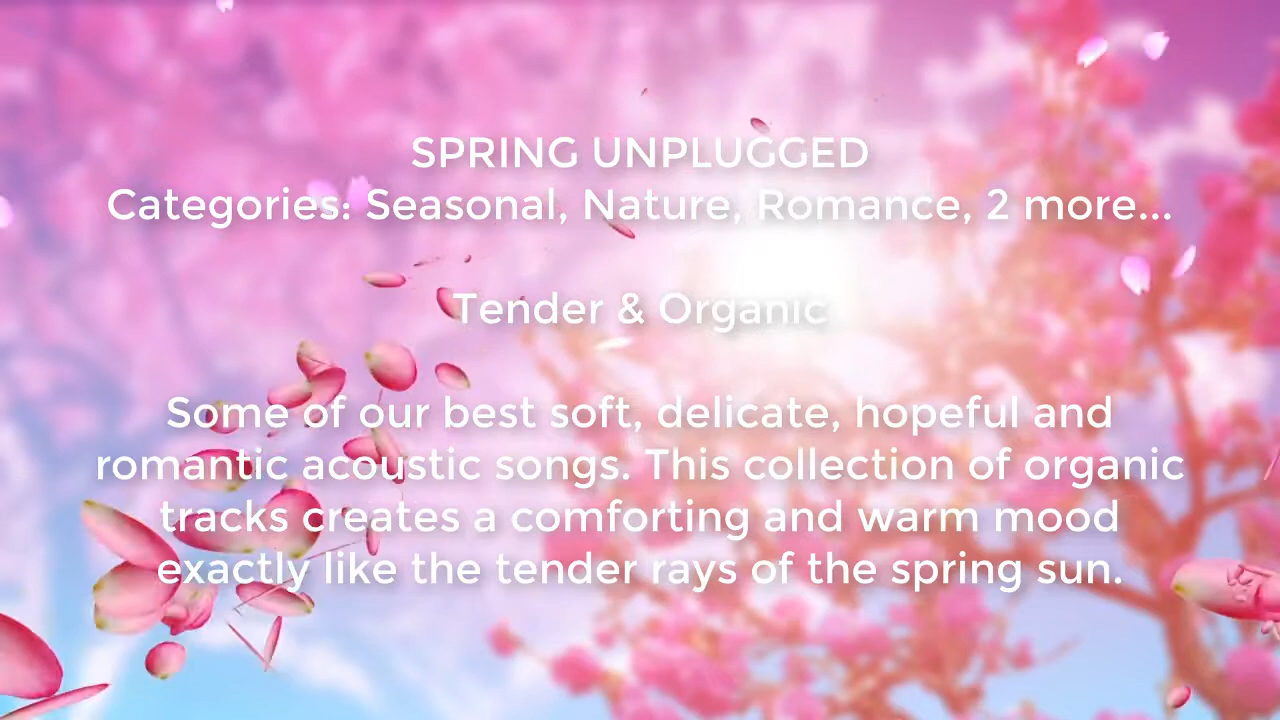 SPRING UNPLUGGED
Categories: Seasonal, Nature, Romance, 2 more...
Tender & Organic
Some of our best soft, delicate, hopeful and
romantic acoustic songs. This collection of organic
tracks creates a comforting and warm mood
exactly like the tender rays of the spring sun.